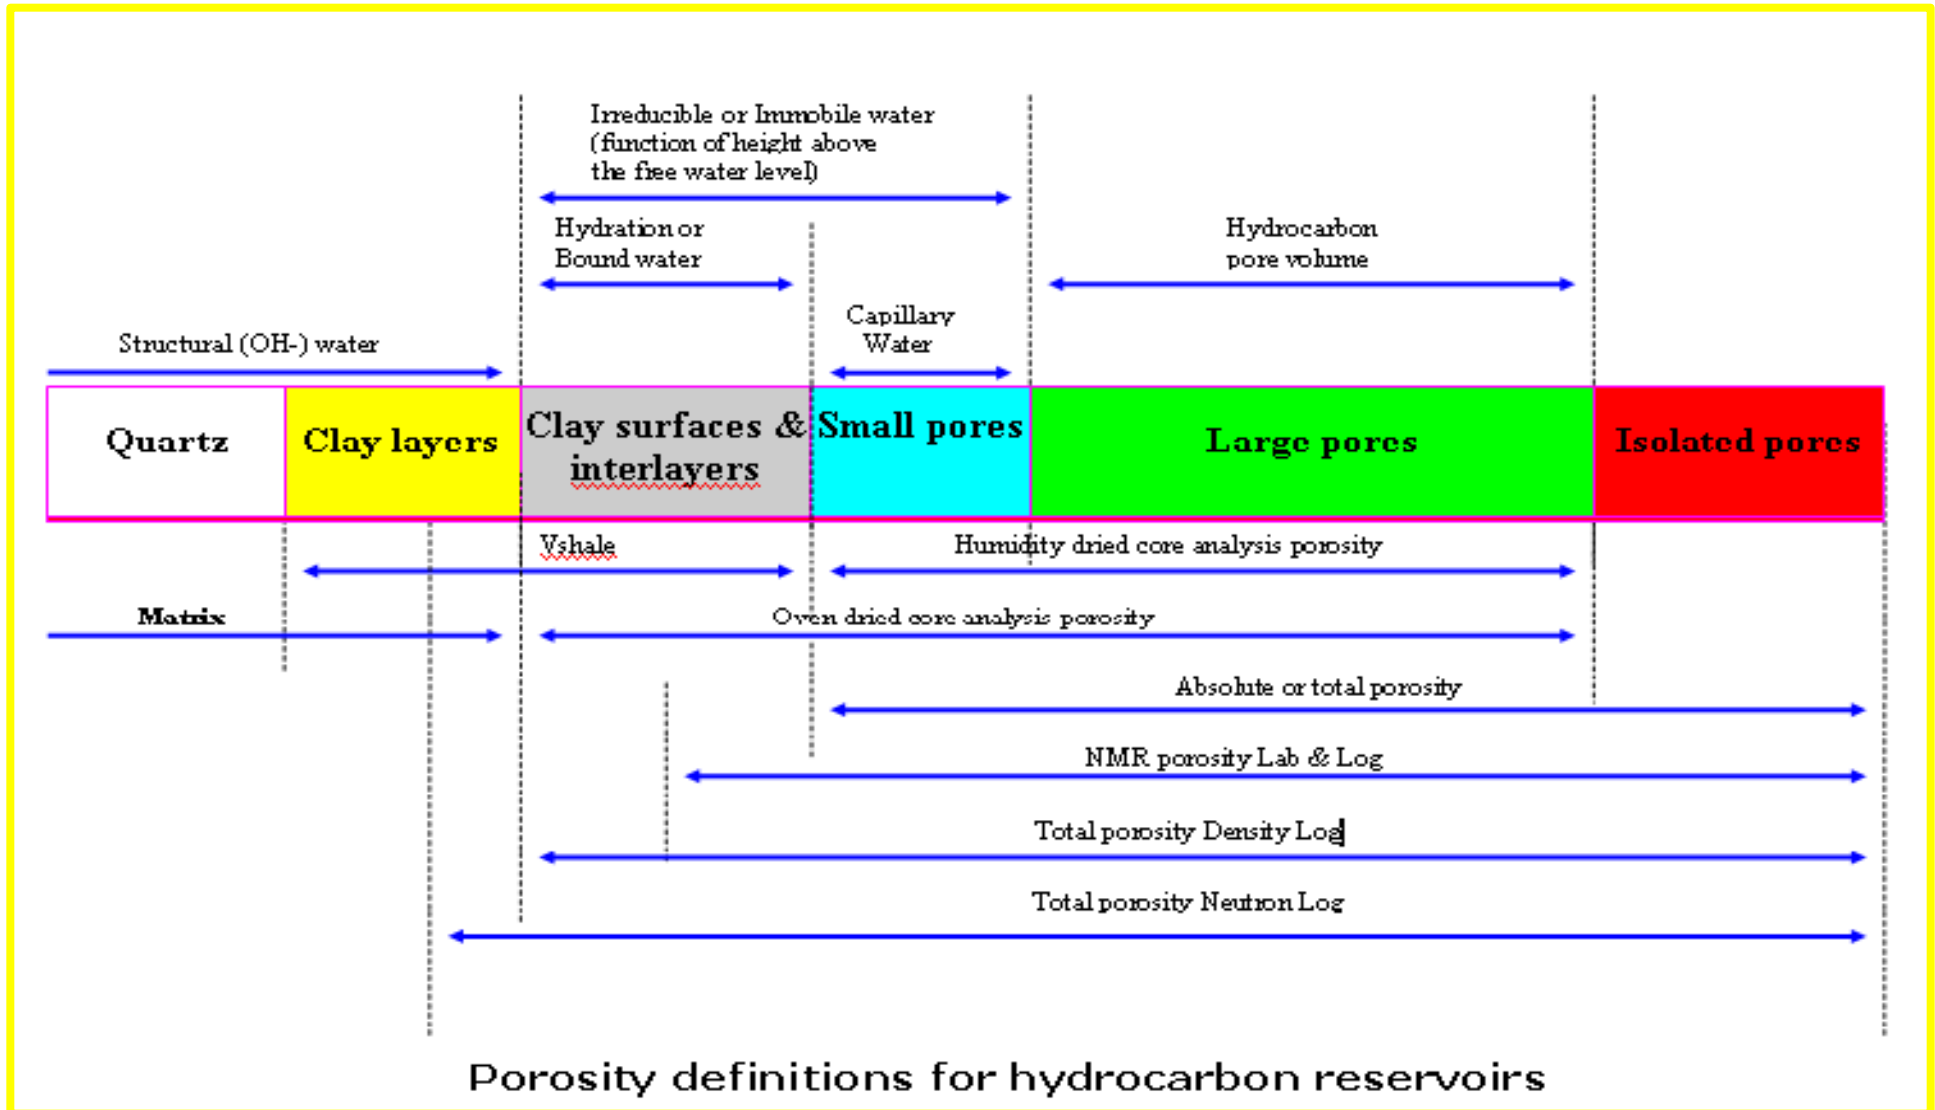 Irreducible or Immobile water
(function of height above
the free water level)
Hydration or
Bound water
Hydrocarbon
pore volume
Capillary
Water
Structural (OH-) water
Quartz
Clay layers
Clay surfaces &
interlayers
Small pores
Large pores
Isolated pores
Vshale
Humidity dried core analysis porosity
Matrix
Oven dried core analysis porosity
Absolute or total porosity
NMR porosity Lab & Log
Total porosity Density Log
Total porosity Neutron Log
Porosity definitions for hydrocarbon reservoirs